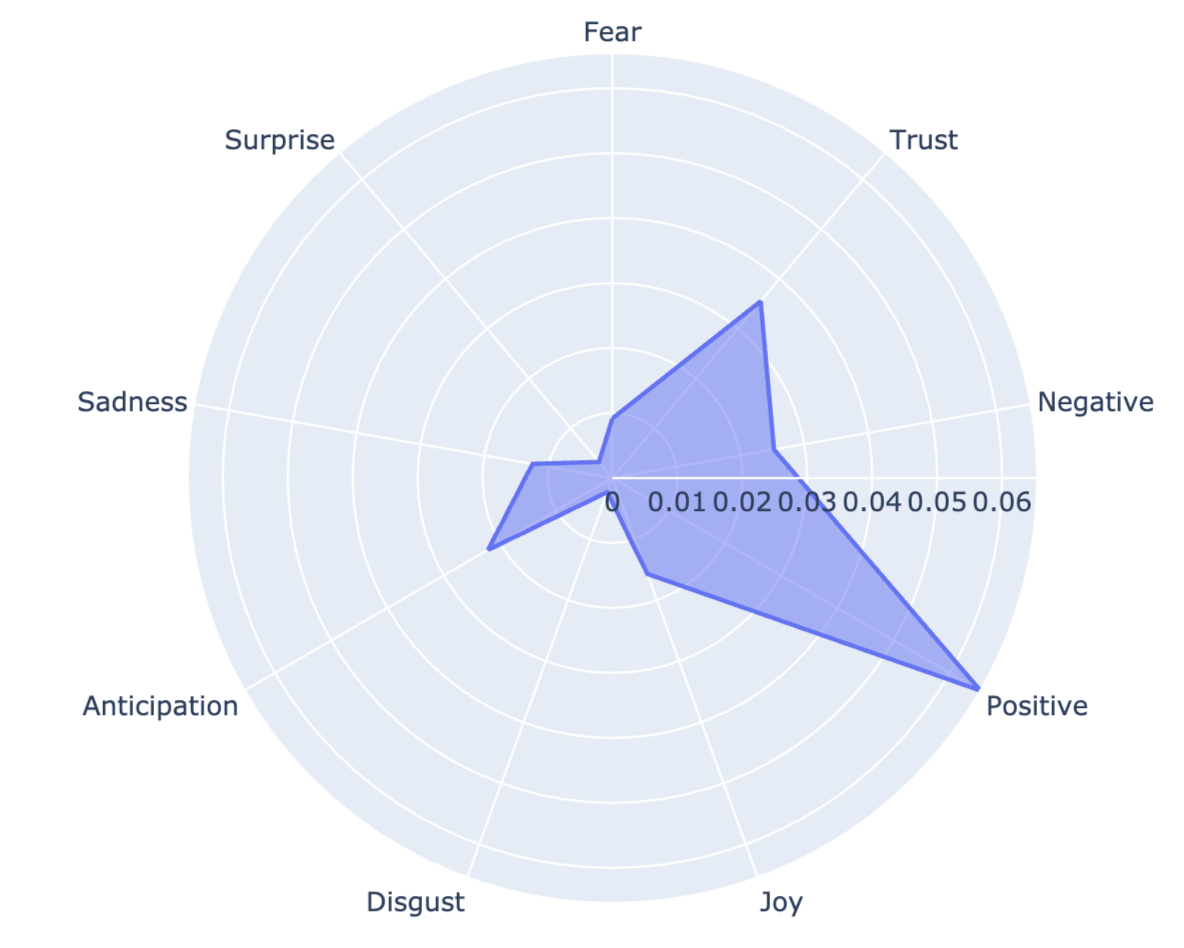 Fear
Surprise
Trust
Sadness
Negative
0 0.01 0.02 0.03 0.04 0.05 0.06
Anticipation
Positive
Disgust
Joy